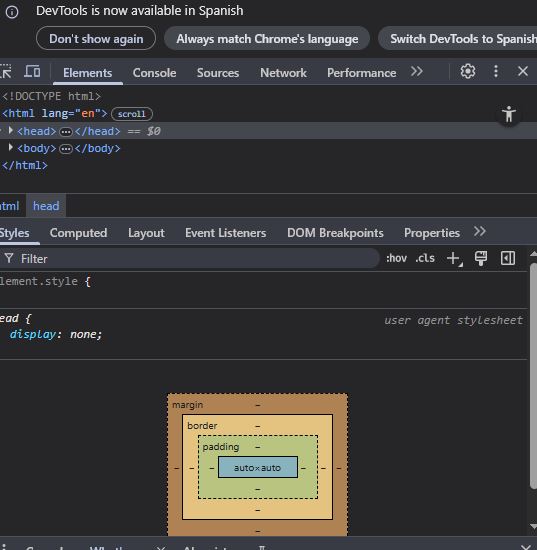 DevTools is now available in Spanish
Don't show again Always match Chrome's language Switch DevTools to Spanish
Elements Console Sources Network Performance
<!DOCTYPE html>
<html lang="en"> scroll
<head> … </head> == $0
<body> … </body>
</html>
html head
Styles Computed Layout Event Listeners DOM Breakpoints Properties
Filter :hov .cls
element.style {
head { user agent stylesheet
display: none;
margin –
border –
padding –
– – – auto×auto – – –
–
–
–